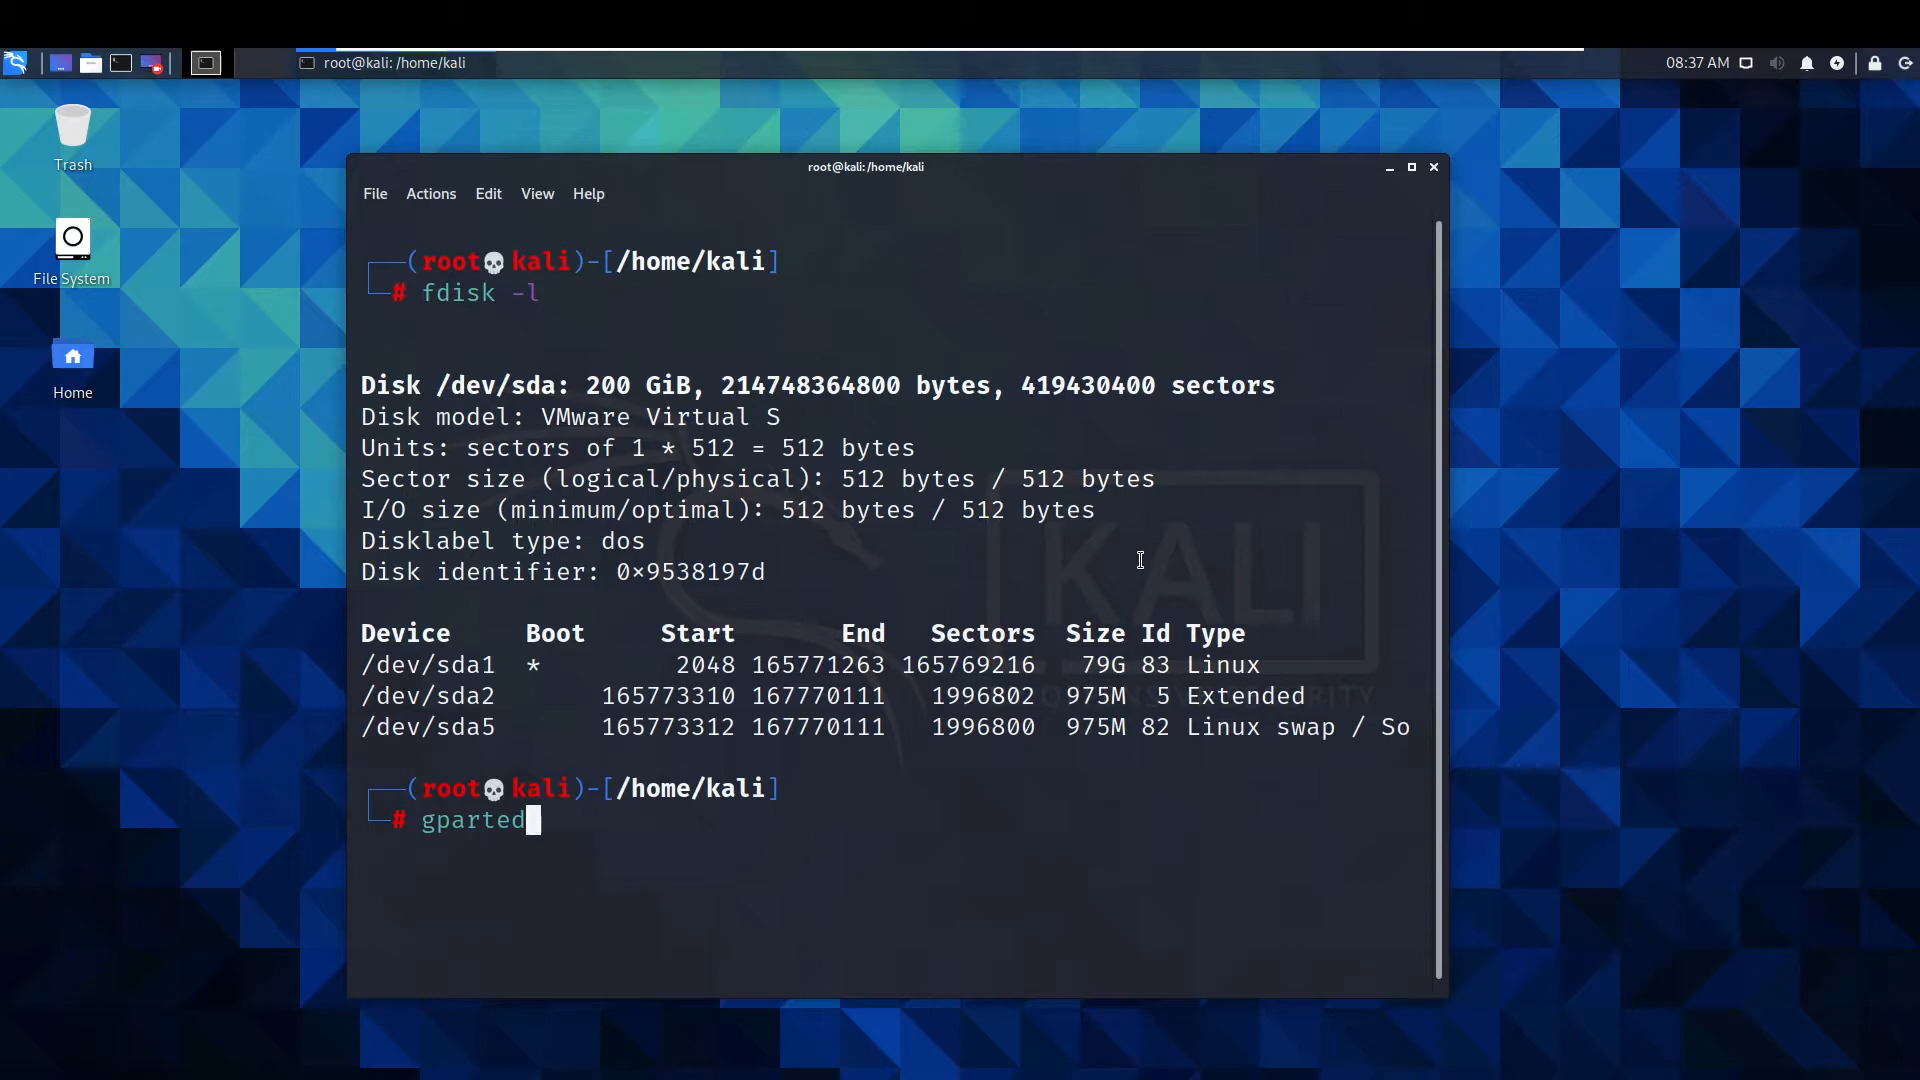 root@kali: /home/kali
08:37 AM
Trash
File System
Home
root@kali: /home/kali
File Actions Edit View Help
┌──(root💀kali)-[/home/kali]
└─# fdisk -l
Disk /dev/sda: 200 GiB, 214748364800 bytes, 419430400 sectors
Disk model: VMware Virtual S
Units: sectors of 1 * 512 = 512 bytes
Sector size (logical/physical): 512 bytes / 512 bytes
I/O size (minimum/optimal): 512 bytes / 512 bytes
Disklabel type: dos
Disk identifier: 0×9538197d
Device Boot Start End Sectors Size Id Type
/dev/sda1 * 2048 165771263 165769216 79G 83 Linux
/dev/sda2 165773310 167770111 1996802 975M 5 Extended
/dev/sda5 165773312 167770111 1996800 975M 82 Linux swap / So
┌──(root💀kali)-[/home/kali]
└─# gparted
KALI